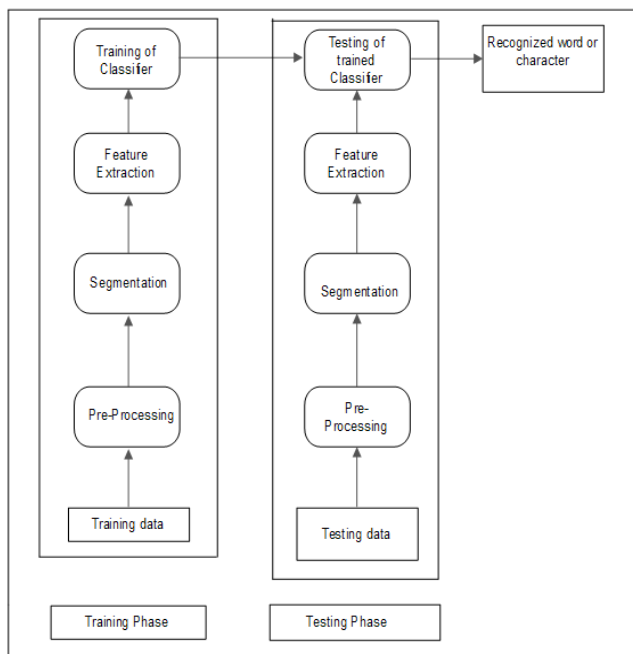 Training of
Classifer
Testing of
trained
Classifier
Recognized word or
character
Feature
Extraction
Feature
Extraction
Segmentation
Segmentation
Pre-Processing
Pre-
Processing
Training data
Testing data
Training Phase
Testing Phase